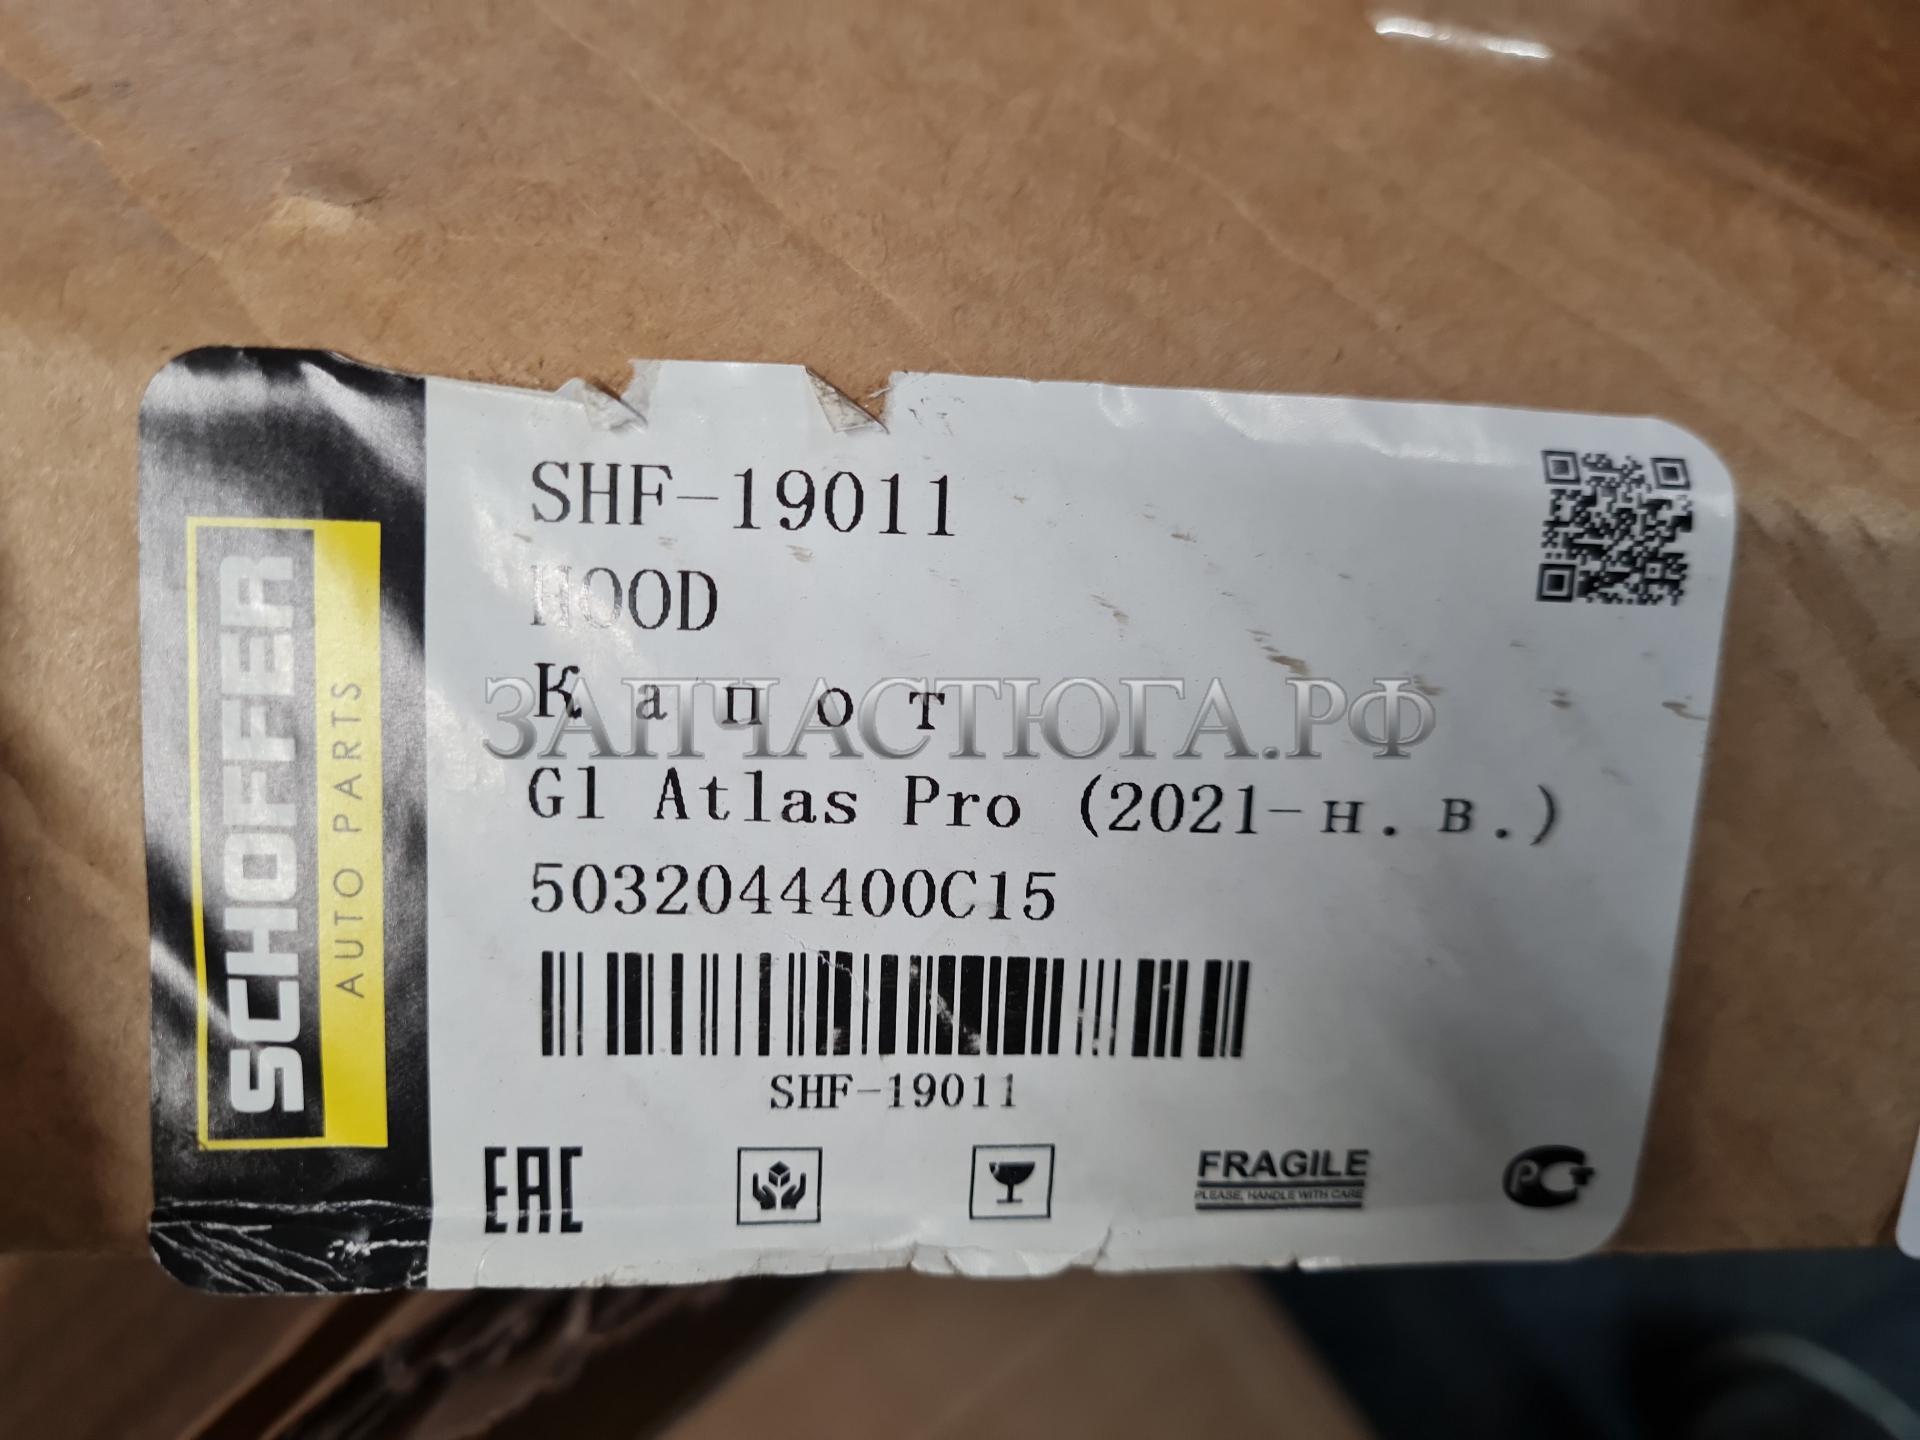 SCHOFFER
AUTO PARTS
SHF-19011
HOOD
Капот
ЗАПЧАСТЮГА.РФ
Gl Atlas Pro (2021-н.в.)
5032044400C15
SHF-19011
EAC
FRAGILE
PLEASE, HANDLE WITH CARE
РСТ